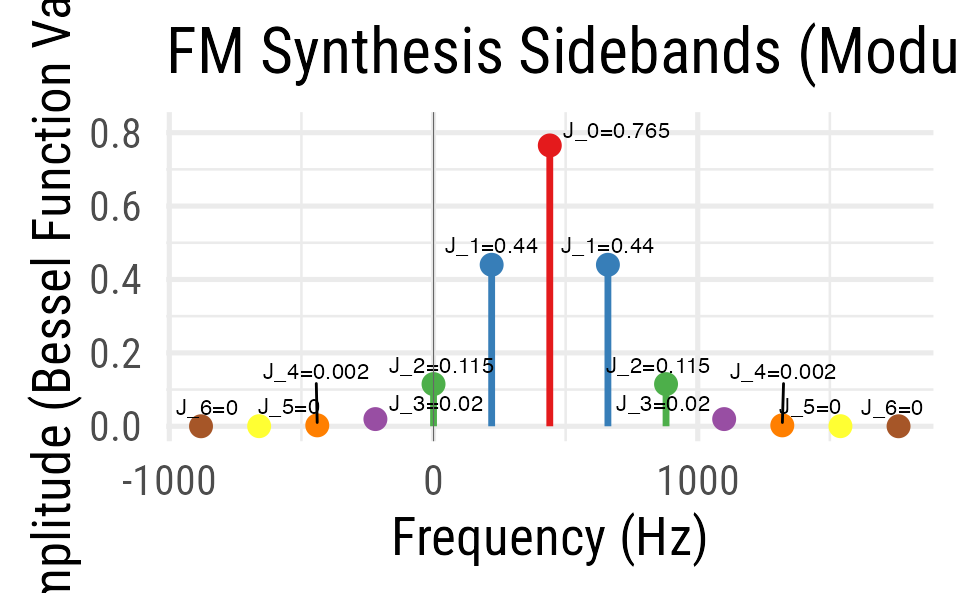 FM Synthesis Sidebands (Modu
mplitude (Bessel Function Va
0.8
0.6
0.4
0.2
0.0
J_0=0.765
J_1=0.44
J_1=0.44
J_2=0.115
J_2=0.115
J_4=0.002
J_4=0.002
J_3=0.02
J_3=0.02
J_6=0
J_5=0
J_5=0
J_6=0
-1000
0
1000
Frequency (Hz)